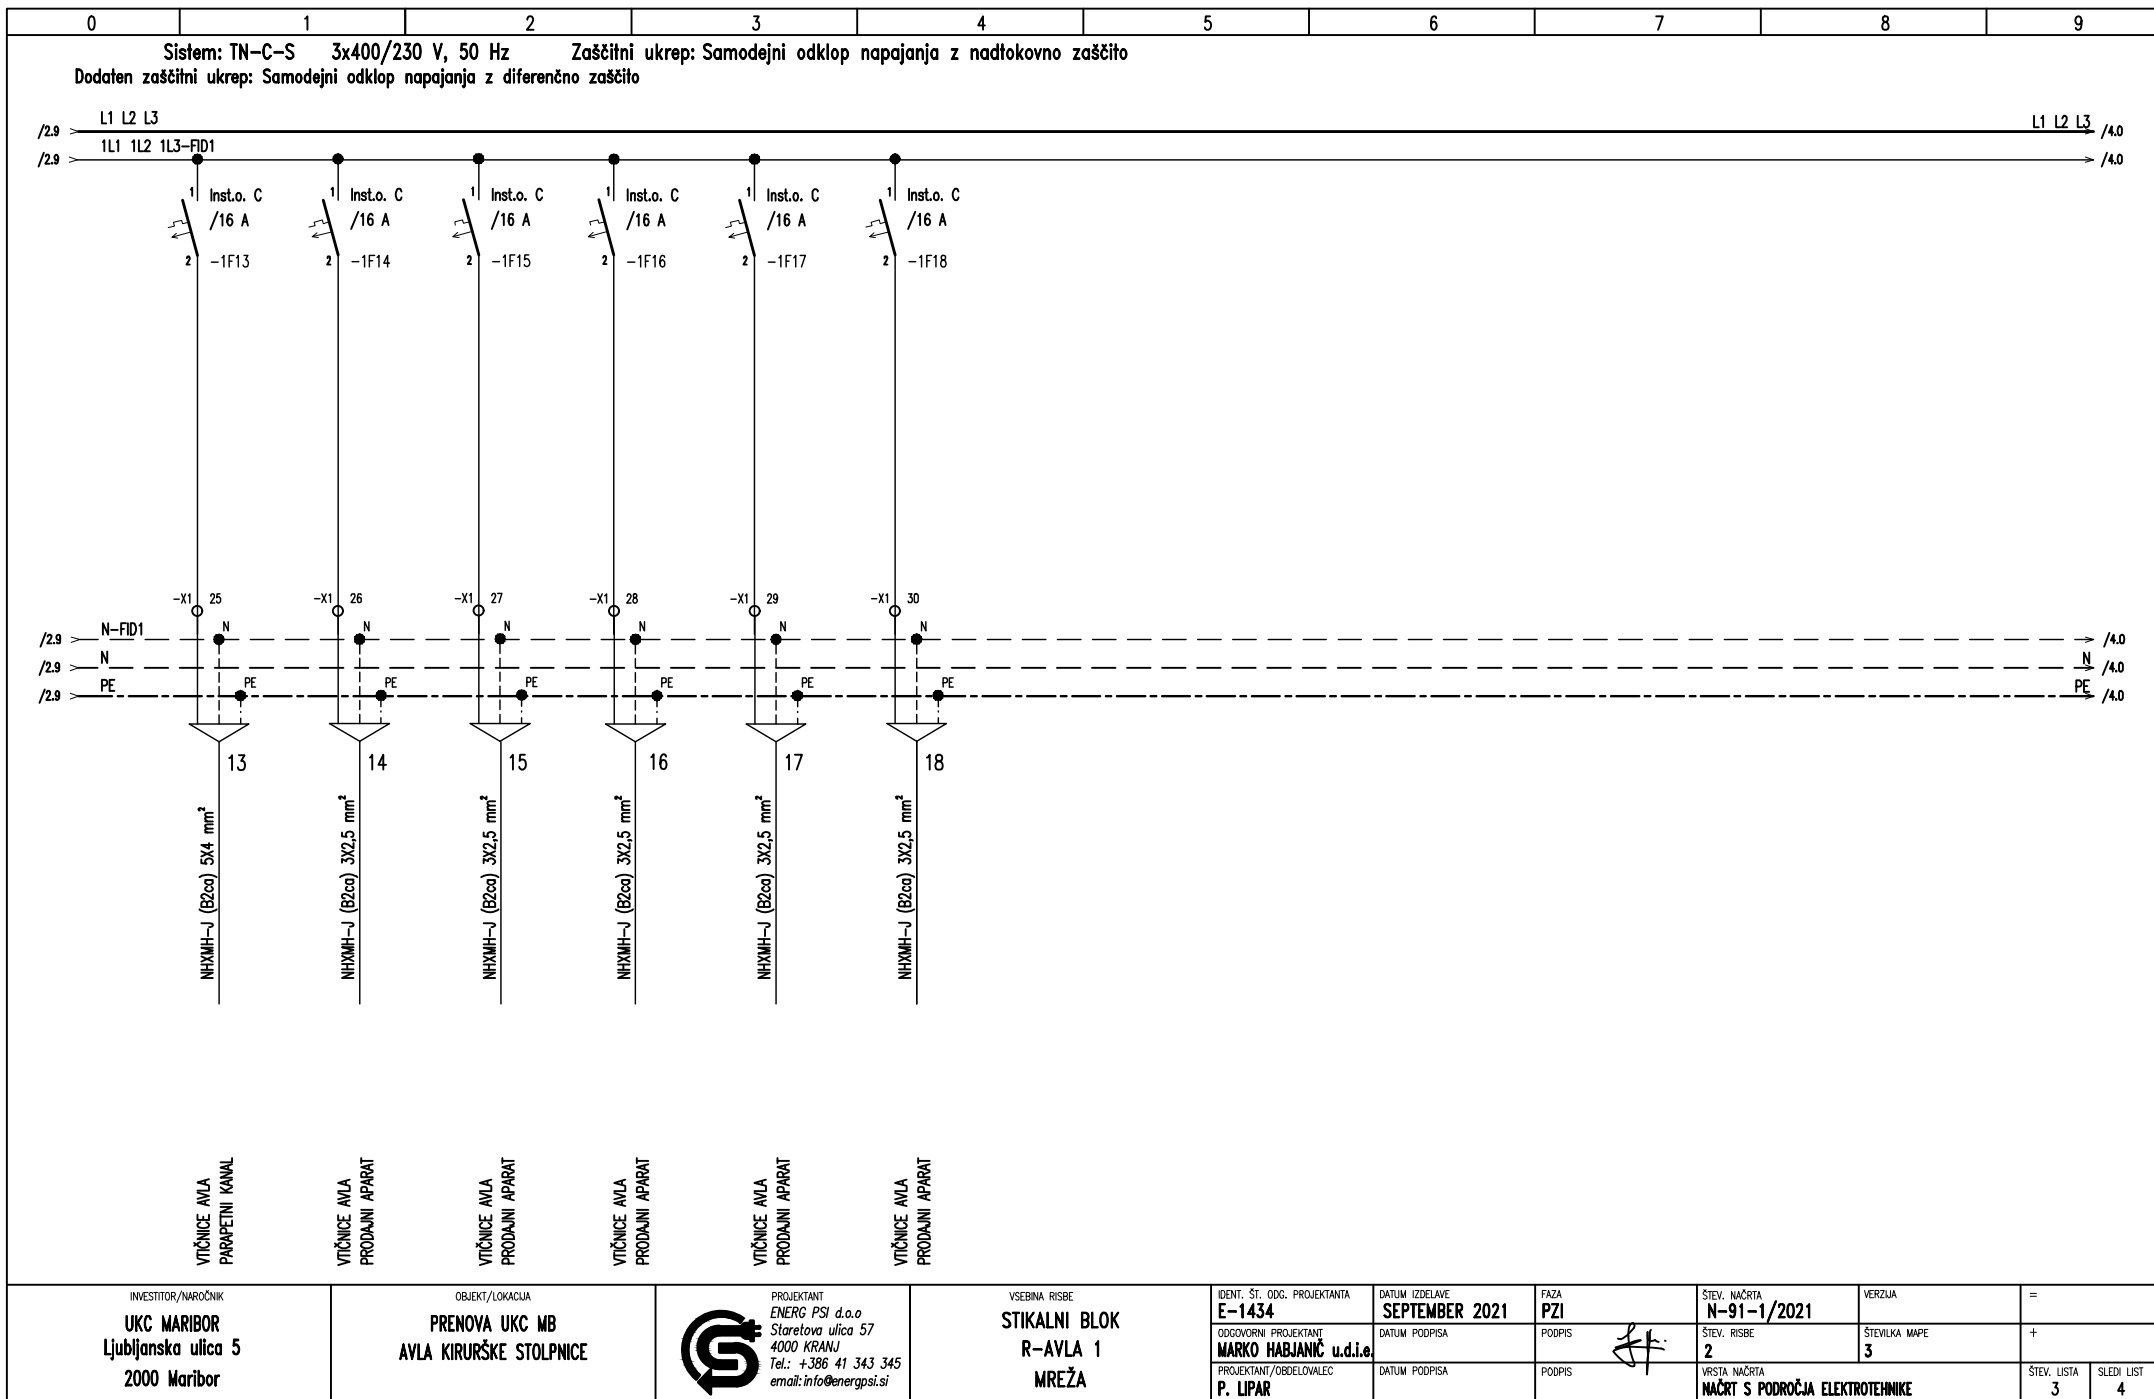 0 1 2 3 4 5 6 7 8 9
Sistem: TN-C-S 3x400/230 V, 50 Hz Zaščitni ukrep: Samodejni odklop napajanja z nadtokovno zaščito
Dodaten zaščitni ukrep: Samodejni odklop napajanja z diferenčno zaščito
/2.9 L1 L2 L3 L1 L2 L3 /4.0
/2.9 1L1 1L2 1L3-FID1 /4.0
1 Inst.o. C 1 Inst.o. C 1 Inst.o. C 1 Inst.o. C 1 Inst.o. C 1 Inst.o. C
/16 A /16 A /16 A /16 A /16 A /16 A
2 -1F13 2 -1F14 2 -1F15 2 -1F16 2 -1F17 2 -1F18
-X1 25 -X1 26 -X1 27 -X1 28 -X1 29 -X1 30
/2.9 N-FID1 N N N N N N /4.0
/2.9 N N /4.0
/2.9 PE PE PE PE PE PE PE PE /4.0
13 14 15 16 17 18
NHXMH-J (B2ca) 5X4 mm²
NHXMH-J (B2ca) 3X2,5 mm²
NHXMH-J (B2ca) 3X2,5 mm²
NHXMH-J (B2ca) 3X2,5 mm²
NHXMH-J (B2ca) 3X2,5 mm²
NHXMH-J (B2ca) 3X2,5 mm²
VTIČNICE AVLA
PARAPETNI KANAL
VTIČNICE AVLA
PRODAJNI APARAT
VTIČNICE AVLA
PRODAJNI APARAT
VTIČNICE AVLA
PRODAJNI APARAT
VTIČNICE AVLA
PRODAJNI APARAT
VTIČNICE AVLA
PRODAJNI APARAT
INVESTITOR/NAROČNIK
UKC MARIBOR
Ljubljanska ulica 5
2000 Maribor
OBJEKT/LOKACIJA
PRENOVA UKC MB
AVLA KIRURŠKE STOLPNICE
PROJEKTANT
ENERG PSI d.o.o
Staretova ulica 57
4000 KRANJ
Tel.: +386 41 343 345
email: info@energpsi.si
VSEBINA RISBE
STIKALNI BLOK
R-AVLA 1
MREŽA
IDENT. ŠT. ODG. PROJEKTANTA
E-1434
DATUM IZDELAVE
SEPTEMBER 2021
FAZA
PZI
ŠTEV. NAČRTA
N-91-1/2021
VERZIJA
=
ODGOVORNI PROJEKTANT
MARKO HABJANIČ u.d.i.e.
DATUM PODPISA
PODPIS
ŠTEV. RISBE
2
ŠTEVILKA MAPE
3
+
PROJEKTANT/OBDELOVALEC
P. LIPAR
DATUM PODPISA
PODPIS
VRSTA NAČRTA
NAČRT S PODROČJA ELEKTROTEHNIKE
ŠTEV. LISTA
3
SLEDI LIST
4